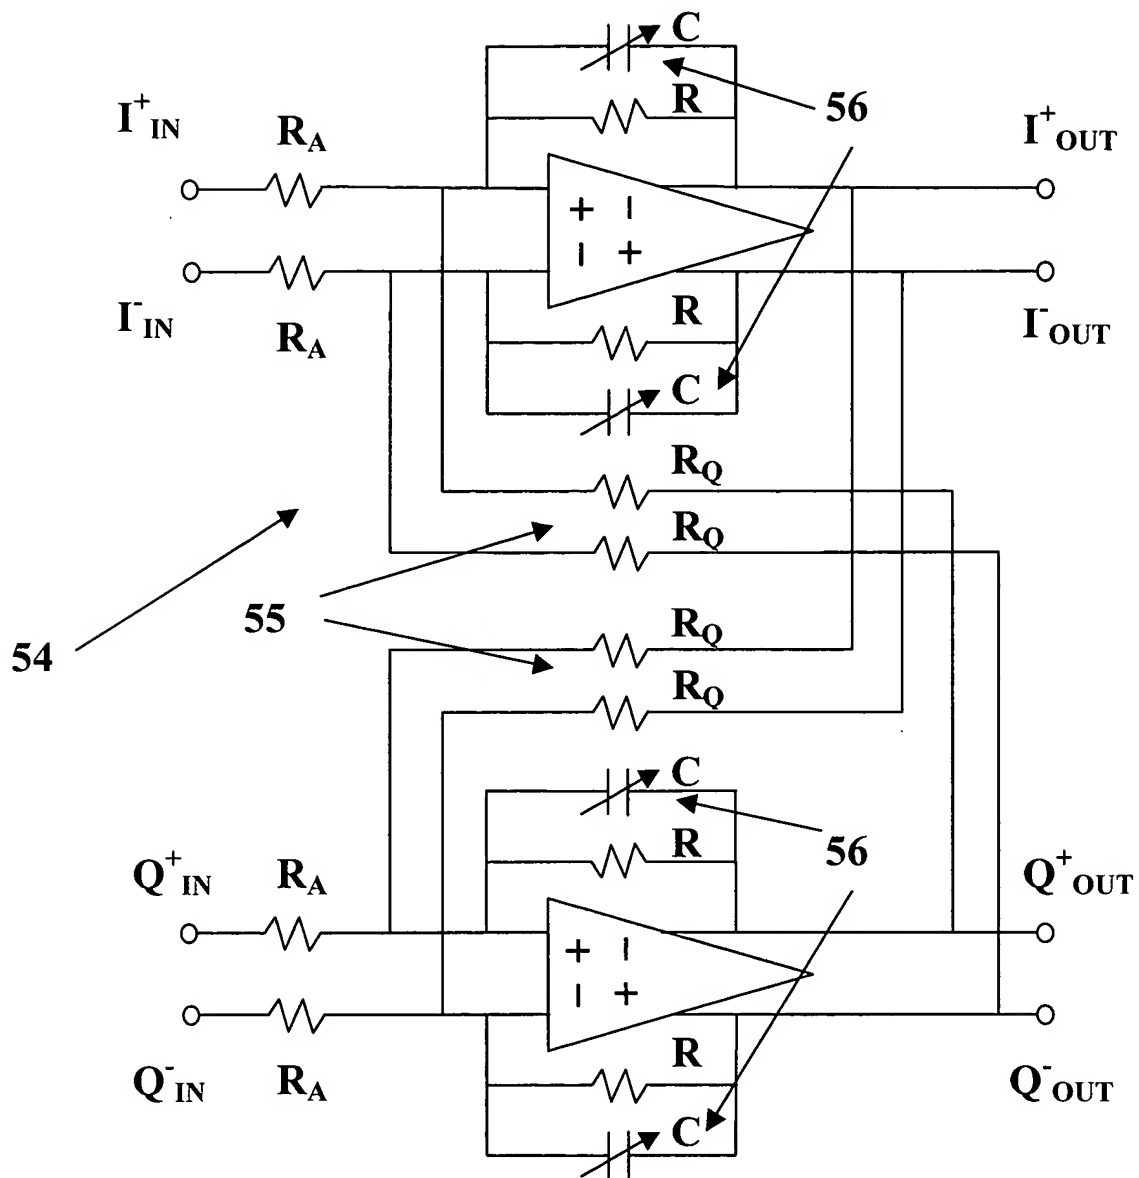 C
R
56
I⁺IN
RA
I⁺OUT
+ −
− +
I⁻IN
RA
R
I⁻OUT
C
RQ
RQ
54
55
RQ
RQ
C
R
56
Q⁺IN
RA
Q⁺OUT
+ −
− +
Q⁻IN
RA
R
Q⁻OUT
C